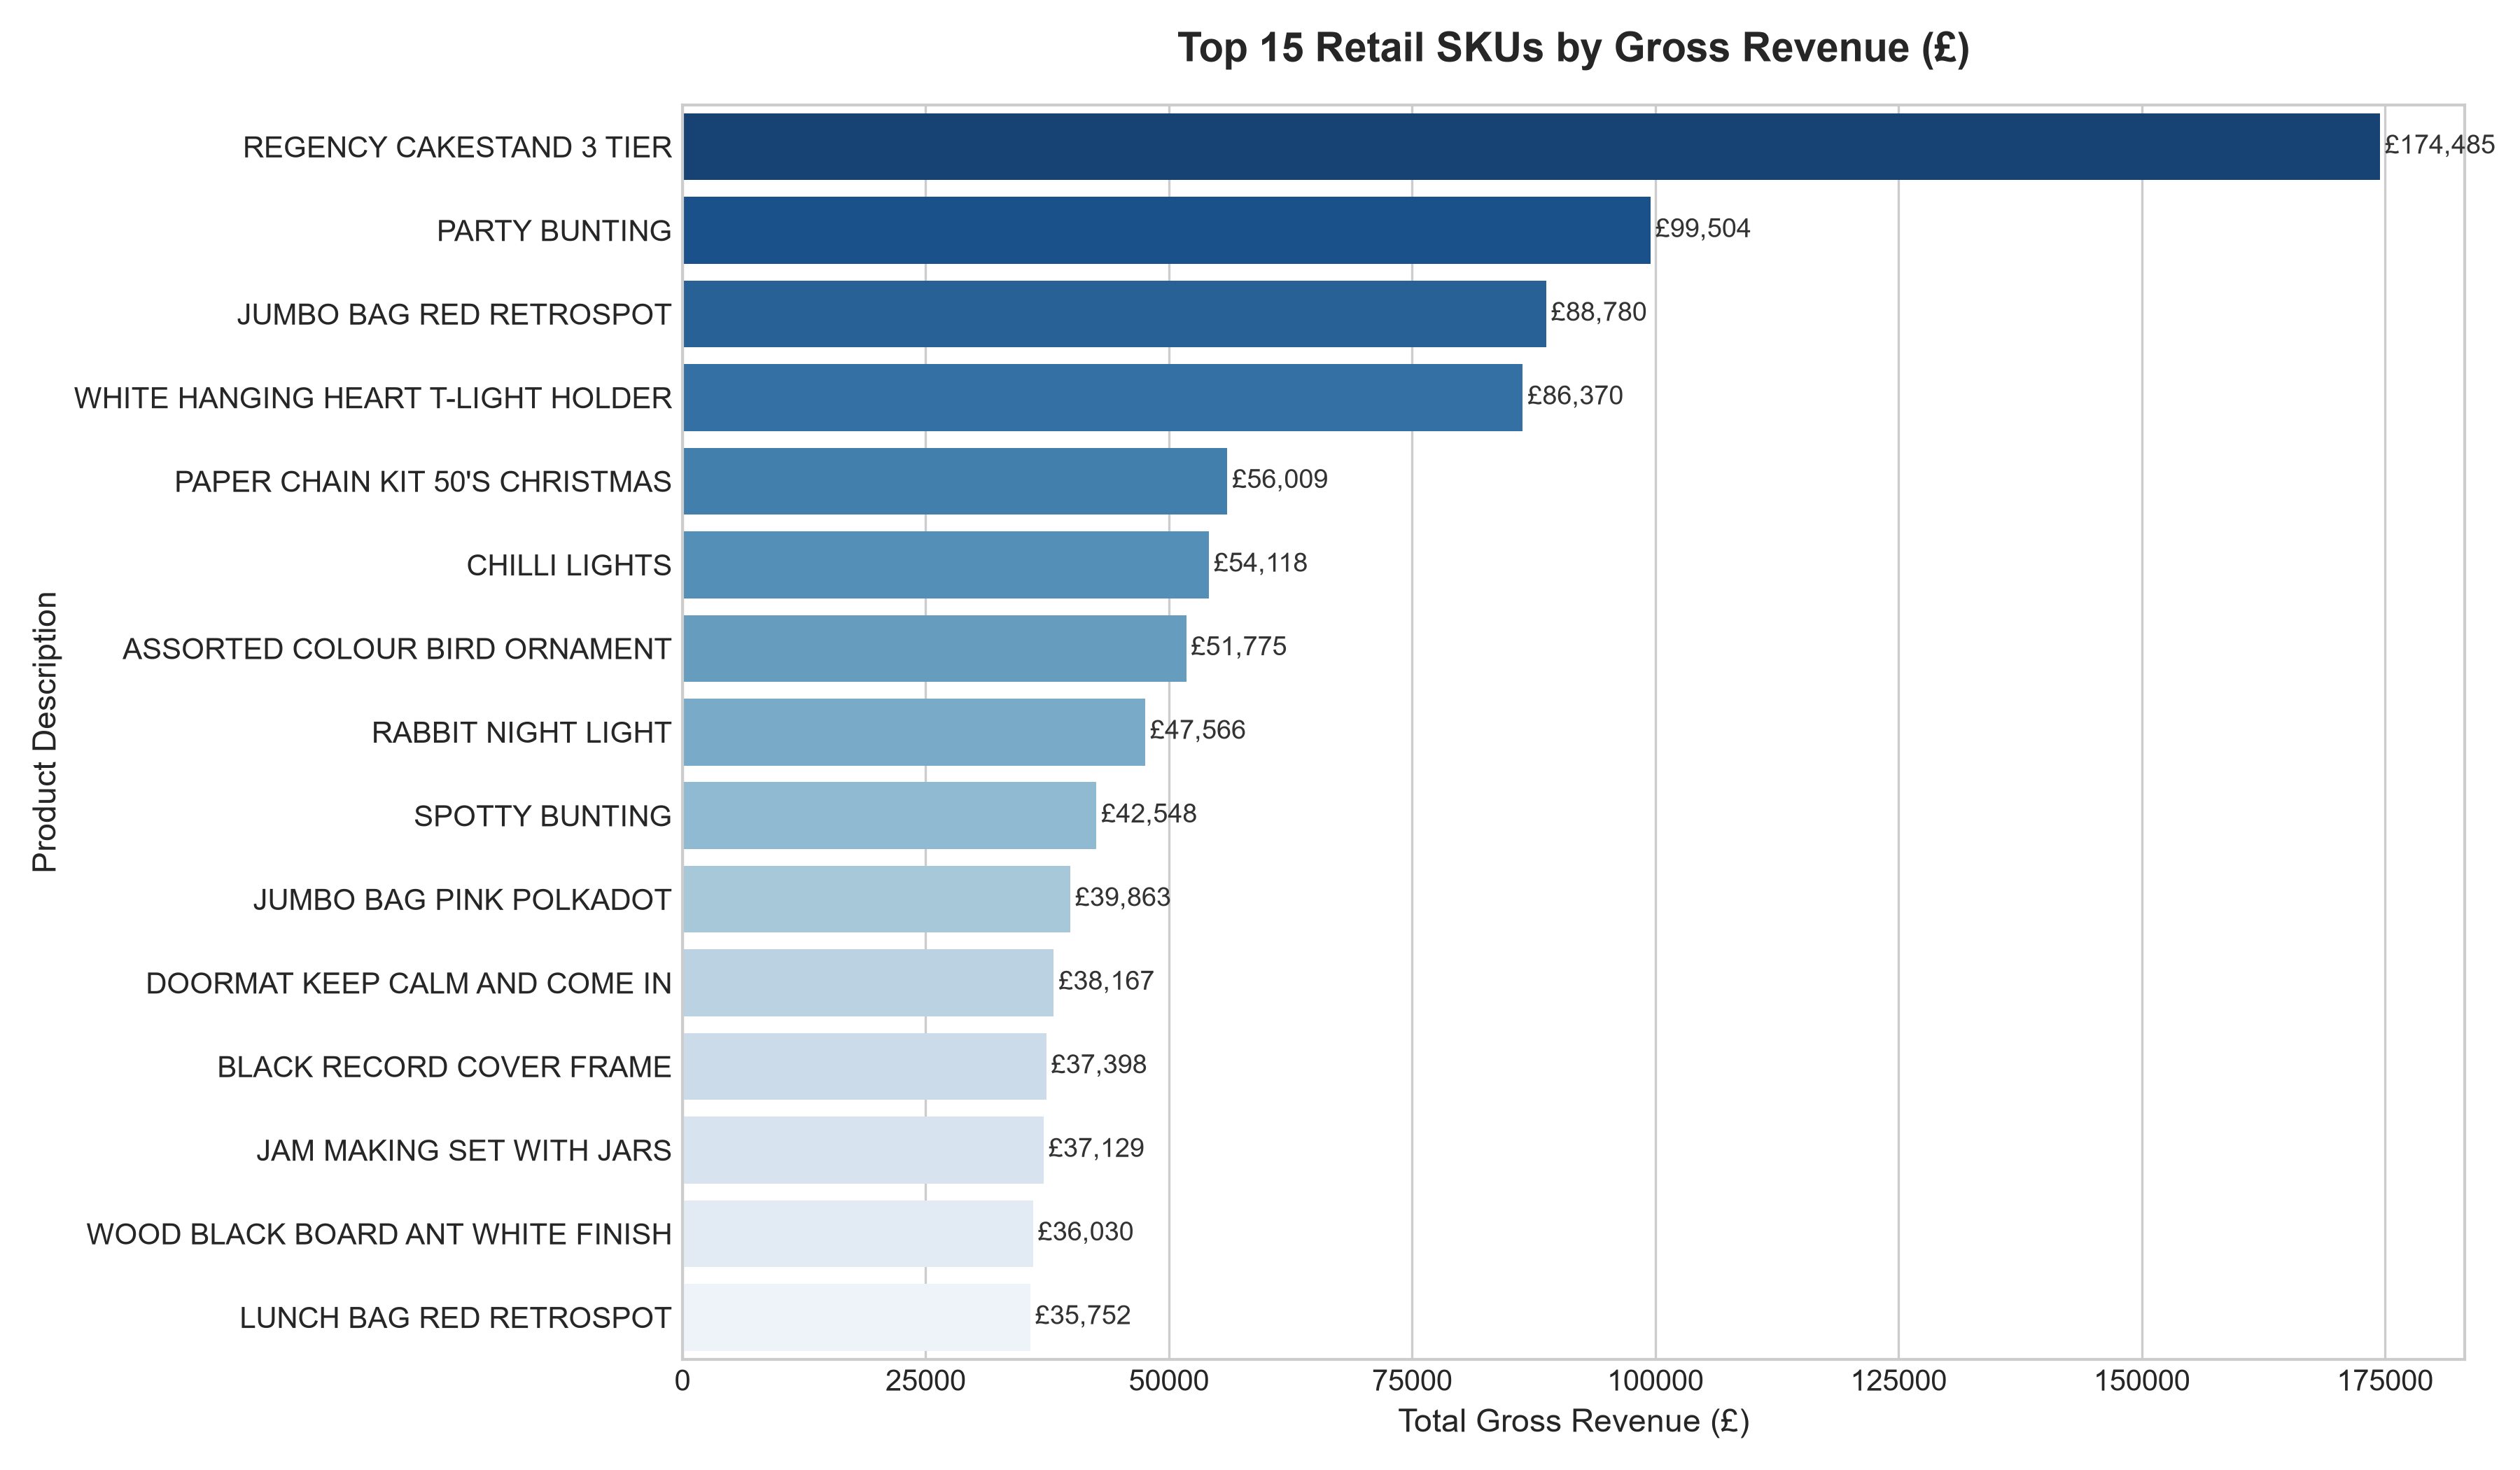 Top 15 Retail SKUs by Gross Revenue (£)
REGENCY CAKESTAND 3 TIER £174,485
PARTY BUNTING £99,504
JUMBO BAG RED RETROSPOT £88,780
WHITE HANGING HEART T-LIGHT HOLDER £86,370
PAPER CHAIN KIT 50'S CHRISTMAS £56,009
CHILLI LIGHTS £54,118
ASSORTED COLOUR BIRD ORNAMENT £51,775
RABBIT NIGHT LIGHT £47,566
SPOTTY BUNTING £42,548
JUMBO BAG PINK POLKADOT £39,863
DOORMAT KEEP CALM AND COME IN £38,167
BLACK RECORD COVER FRAME £37,398
JAM MAKING SET WITH JARS £37,129
WOOD BLACK BOARD ANT WHITE FINISH £36,030
LUNCH BAG RED RETROSPOT £35,752
Product Description
0 25000 50000 75000 100000 125000 150000 175000
Total Gross Revenue (£)